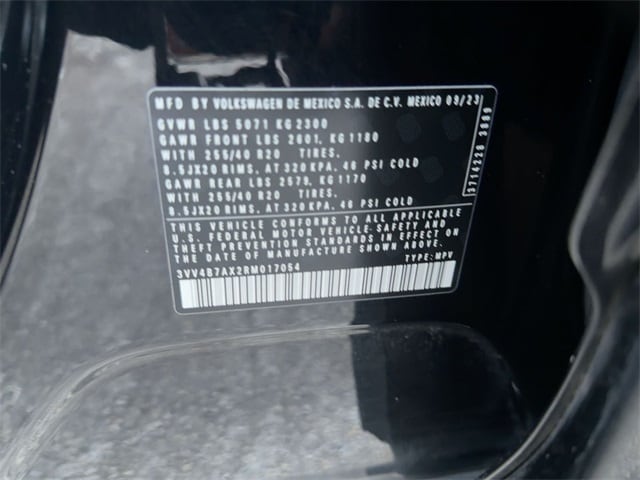 MFD BY VOLKSWAGEN DE MEXICO S.A. DE C.V. MEXICO 09/23
GVWR LBS 5071 KG 2300
GAWR FRONT LBS 2601, KG 1180
WITH 255/40 R20 TIRES.
8.5JX20 RIMS, AT 320 KPA, 46 PSI COLD
GAWR REAR LBS 2579, KG 1170
WITH 255/40 R20 TIRES.
8.5JX20 RIMS, AT 320 KPA, 46 PSI COLD
THIS VEHICLE CONFORMS TO ALL APPLICABLE
U.S. FEDERAL MOTOR VEHICLE SAFETY AND
THEFT PREVENTION STANDARDS IN EFFECT ON
THE DATE OF MANUFACTURE SHOWN ABOVE.
3VV4B7AX2RM017054 TYPE: MPV
3714228 3889